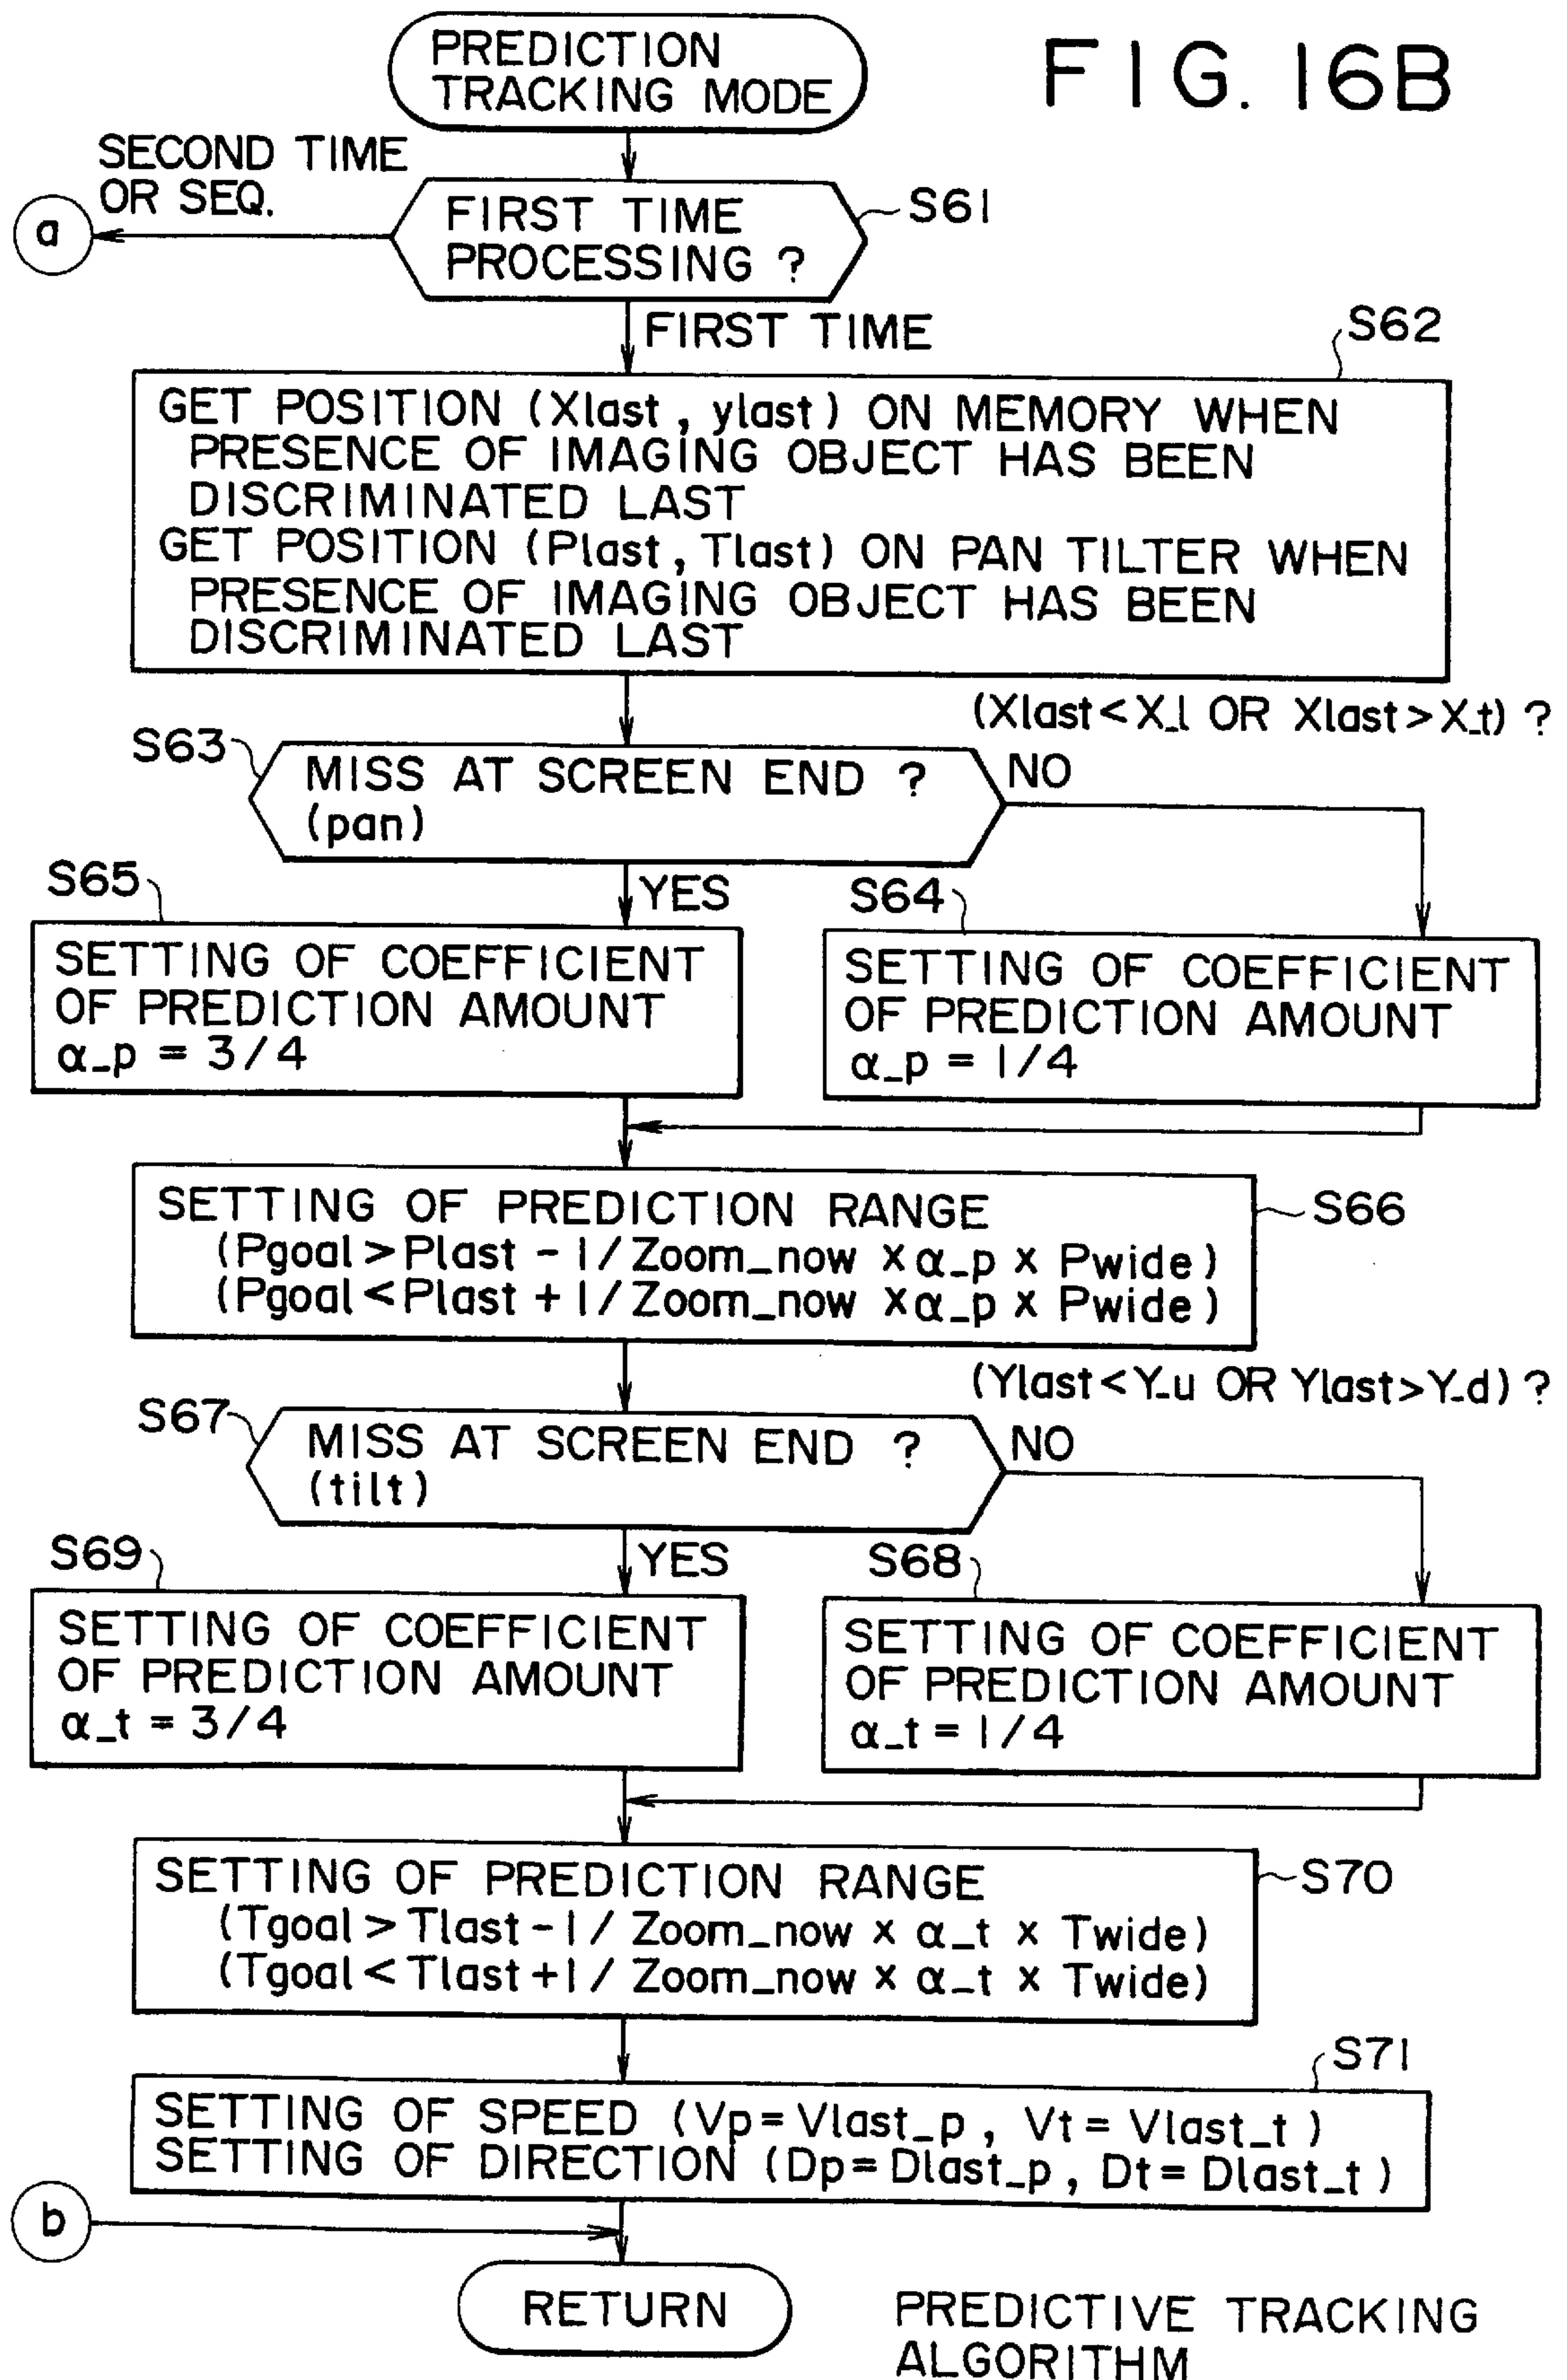 PREDICTION
TRACKING MODE
FIG. 16B
SECOND TIME
OR SEQ.
a
FIRST TIME
PROCESSING ?
S61
FIRST TIME
S62
GET POSITION (Xlast, ylast) ON MEMORY WHEN
PRESENCE OF IMAGING OBJECT HAS BEEN
DISCRIMINATED LAST
GET POSITION (Plast, Tlast) ON PAN TILTER WHEN
PRESENCE OF IMAGING OBJECT HAS BEEN
DISCRIMINATED LAST
(Xlast<X_l OR Xlast>X_t) ?
S63
MISS AT SCREEN END ?
(pan)
NO
S65
YES
S64
SETTING OF COEFFICIENT
OF PREDICTION AMOUNT
α_p = 3/4
SETTING OF COEFFICIENT
OF PREDICTION AMOUNT
α_p = 1/4
SETTING OF PREDICTION RANGE
(Pgoal>Plast - 1/Zoom_now xα_p x Pwide)
(Pgoal<Plast + 1/Zoom_now xα_p x Pwide)
S66
(Ylast<Y_u OR Ylast>Y_d) ?
S67
MISS AT SCREEN END ?
(tilt)
NO
S69
YES
S68
SETTING OF COEFFICIENT
OF PREDICTION AMOUNT
α_t = 3/4
SETTING OF COEFFICIENT
OF PREDICTION AMOUNT
α_t = 1/4
SETTING OF PREDICTION RANGE
(Tgoal > Tlast - 1/ Zoom_now x α_t x Twide)
(Tgoal < Tlast +1/ Zoom_now x α_t x Twide)
S70
S71
SETTING OF SPEED (Vp = Vlast_p, Vt = Vlast_t)
SETTING OF DIRECTION (Dp = Dlast_p, Dt = Dlast_t)
b
RETURN
PREDICTIVE TRACKING
ALGORITHM